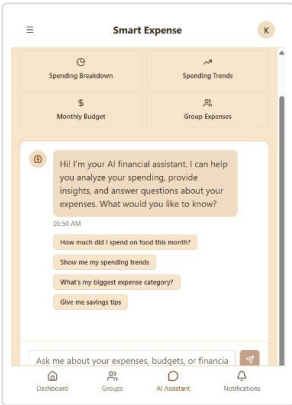 Smart Expense
K
Spending Breakdown
Spending Trends
Monthly Budget
Group Expenses
Hi! I'm your AI financial assistant. I can help
you analyze your spending, provide
insights, and answer questions about your
expenses. What would you like to know?
05:50 AM
How much did I spend on food this month?
Show me my spending trends
What's my biggest expense category?
Give me savings tips
Ask me about your expenses, budgets, or financia
Dashboard
Groups
AI Assistant
Notifications